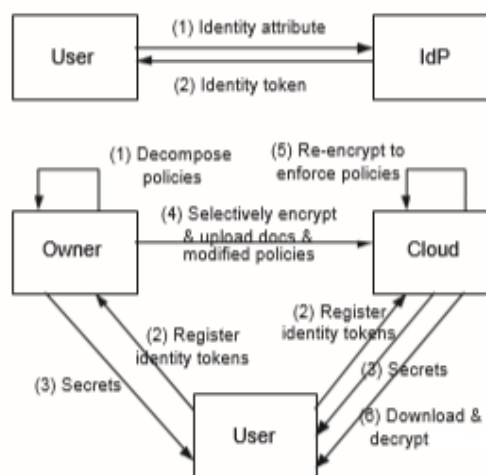 (1) Identity attribute
User
IdP
(2) Identity token
(1) Decompose
policies
(5) Re-encrypt to
enforce policies
(4) Selectively encrypt
& upload docs &
modified policies
Owner
Cloud
(2) Register
identity tokens
(2) Register
identity tokens
(3) Secrets
(3) Secrets
(6) Download &
decrypt
User